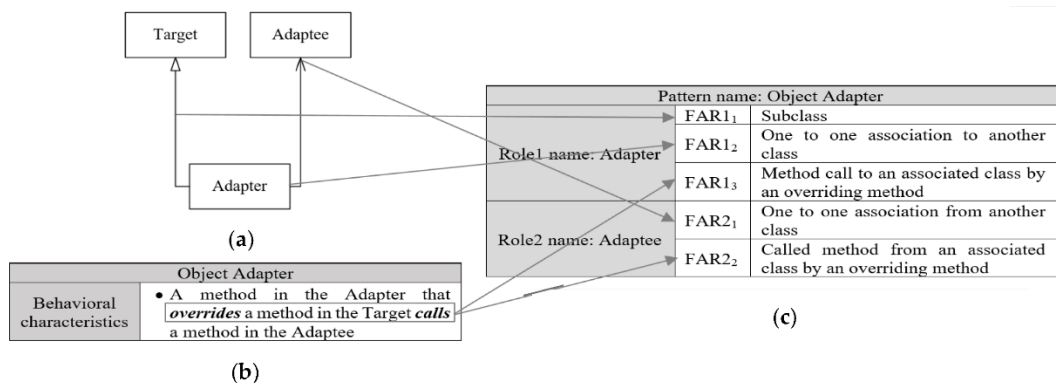 Target
Adaptee
Adapter
(a)
Object Adapter
Behavioral
characteristics
• A method in the Adapter that
overrides a method in the Target calls
a method in the Adaptee
(b)
Pattern name: Object Adapter
Role1 name: Adapter
FAR1₁
Subclass
FAR1₂
One to one association to another
class
FAR1₃
Method call to an associated class by
an overriding method
Role2 name: Adaptee
FAR2₁
One to one association from another
class
FAR2₂
Called method from an associated
class by an overriding method
(c)